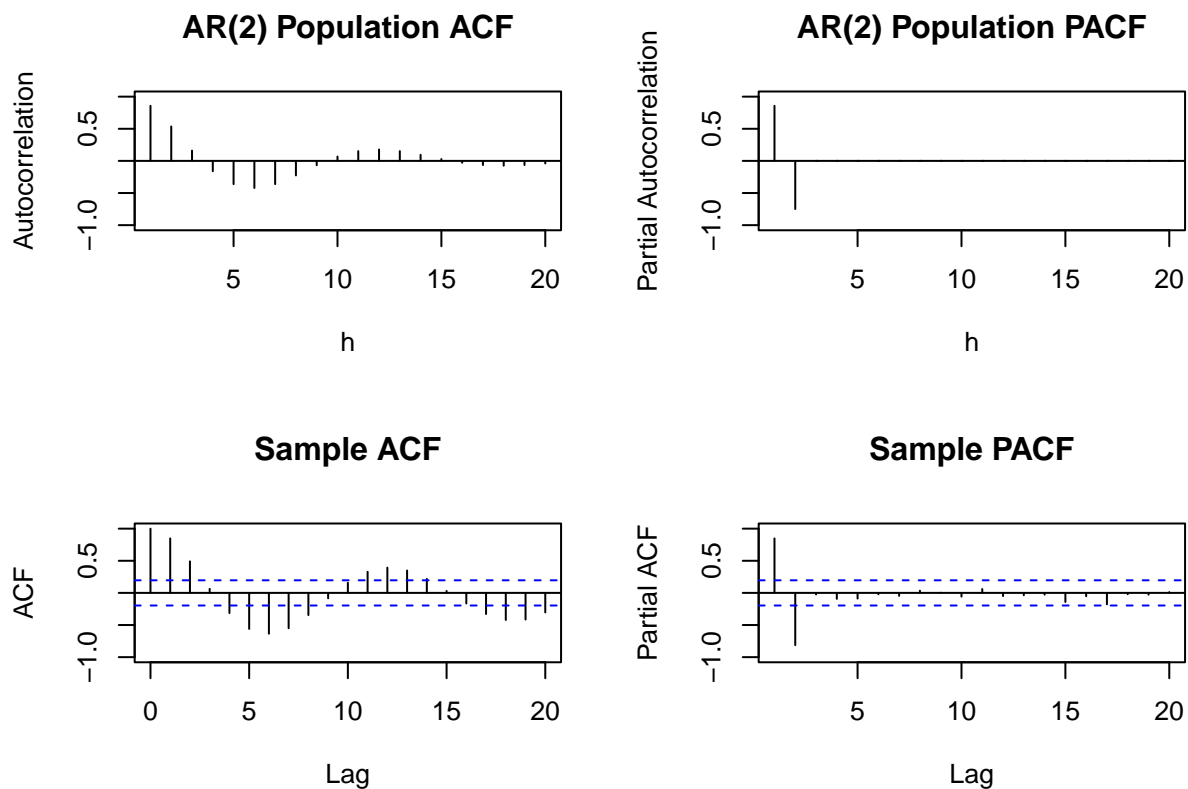 AR(2) Population ACF
Autocorrelation
0.5
−1.0
5 10 15 20
h
AR(2) Population PACF
Partial Autocorrelation
0.5
−1.0
5 10 15 20
h
Sample ACF
ACF
0.5
−1.0
0 5 10 15 20
Lag
Sample PACF
Partial ACF
0.5
−1.0
5 10 15 20
Lag